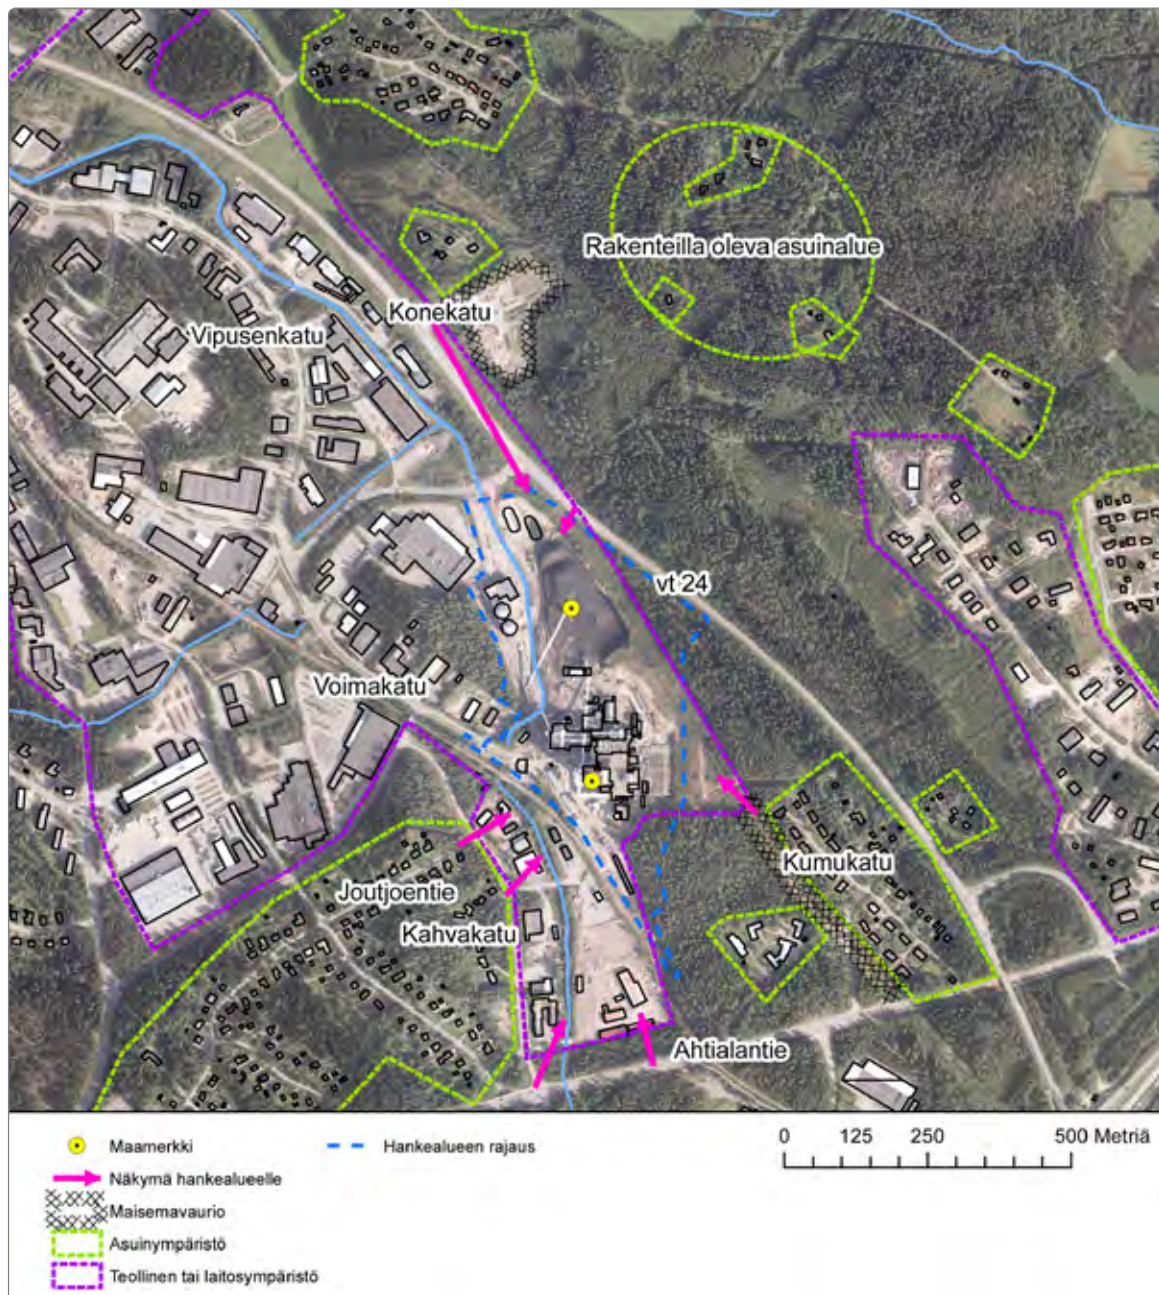 Rakenteilla oleva asuinalue
Konekatu
Vipusenkatu
vt 24
Voimakatu
Kumukatu
Joutjoentie
Kahvakatu
Ahtialantie
Maamerkki
Hankealueen rajaus
0 125 250 500 Metriä
Näkymä hankealueelle
Maisemavaurio
Asuinympäristö
Teollinen tai laitosympäristö